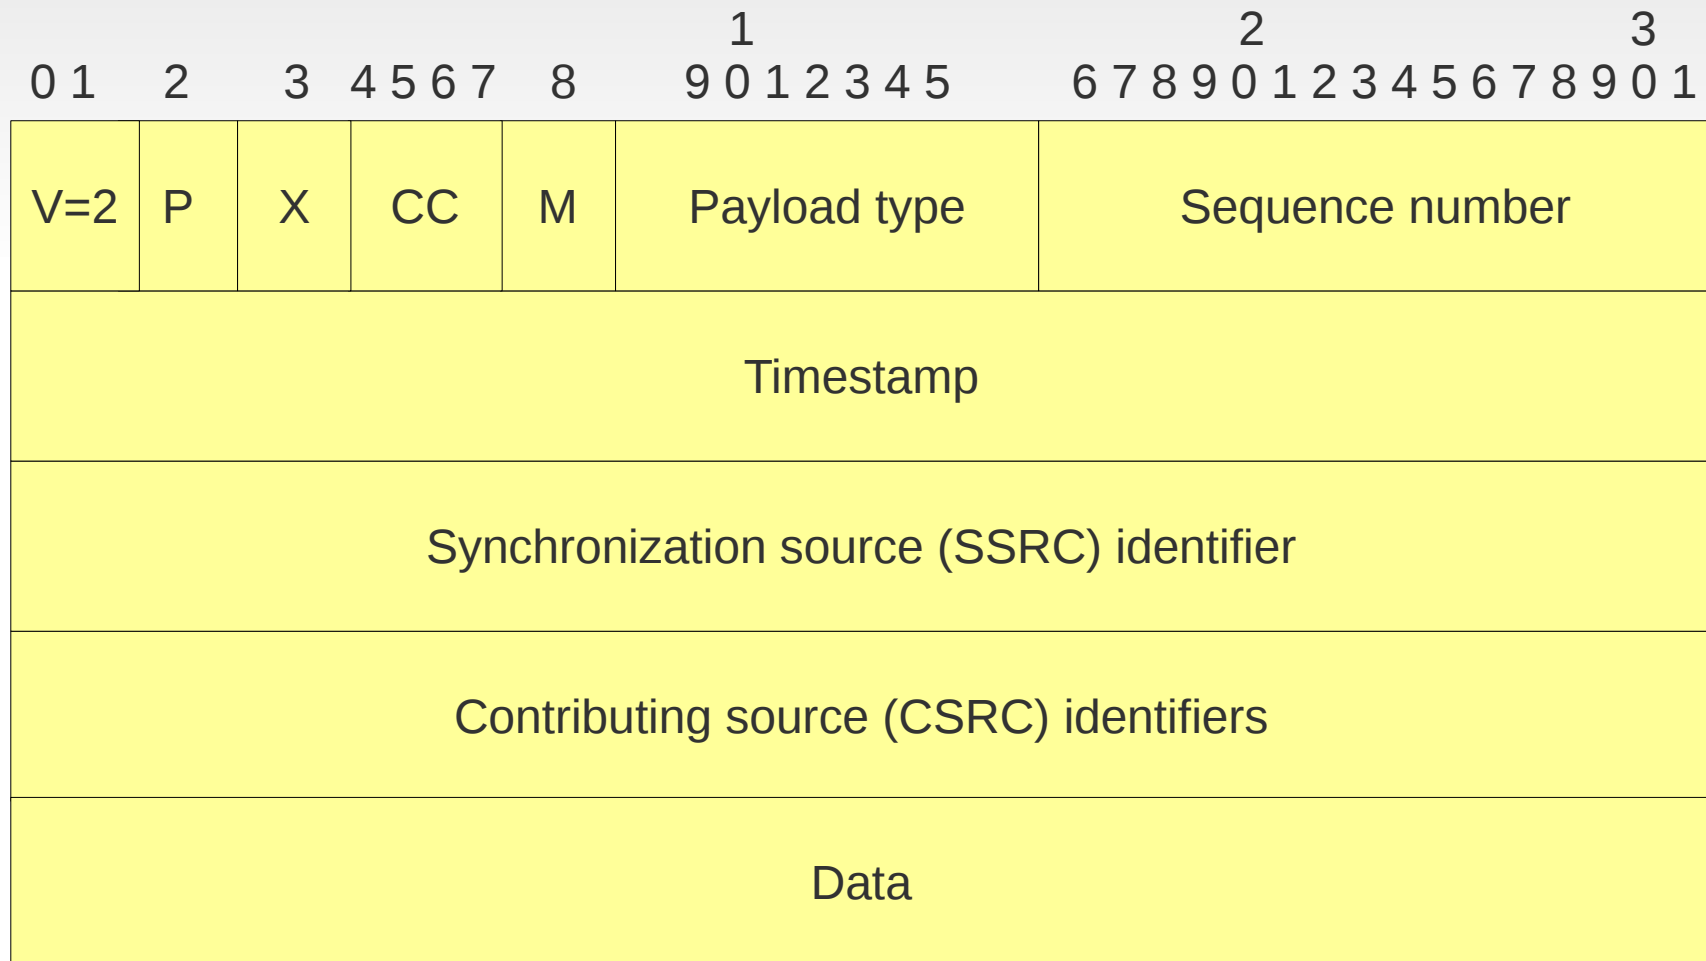 1 2 3
0 1 2 3 4 5 6 7 8 9 0 1 2 3 4 5 6 7 8 9 0 1 2 3 4 5 6 7 8 9 0 1
V=2 P X CC M Payload type Sequence number
Timestamp
Synchronization source (SSRC) identifier
Contributing source (CSRC) identifiers
Data